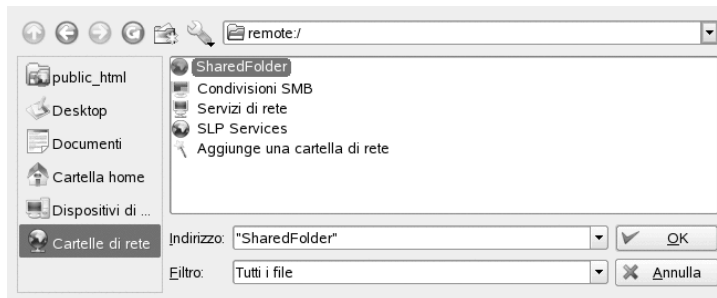 remote:/
public_html
Desktop
Documenti
Cartella home
Dispositivi di ...
Cartelle di rete
SharedFolder
Condivisioni SMB
Servizi di rete
SLP Services
Aggiunge una cartella di rete
Indirizzo: "SharedFolder" OK
Filtro: Tutti i file Annulla